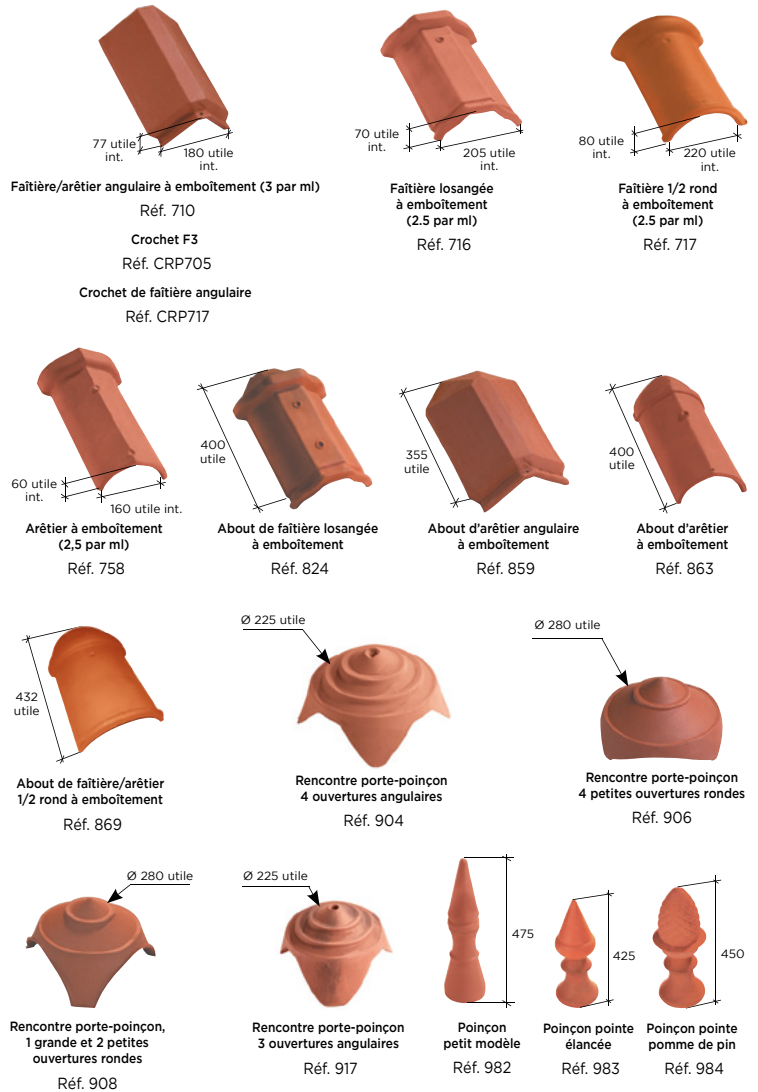 77 utile
int.
180 utile
int.
Faîtière/arêtier angulaire à emboîtement (3 par ml)
Réf. 710
Crochet F3
Réf. CRP705
Crochet de faîtière angulaire
Réf. CRP717
70 utile
int.
205 utile
int.
Faîtière losangée
à emboîtement
(2.5 par ml)
Réf. 716
80 utile
int.
220 utile
int.
Faîtière 1/2 rond
à emboîtement
(2.5 par ml)
Réf. 717
60 utile
int.
160 utile int.
Arêtier à emboîtement
(2,5 par ml)
Réf. 758
400
utile
About de faîtière losangée
à emboîtement
Réf. 824
355
utile
About d'arêtier angulaire
à emboîtement
Réf. 859
400
utile
About d'arêtier
à emboîtement
Réf. 863
432
utile
About de faîtière/arêtier
1/2 rond à emboîtement
Réf. 869
Ø 225 utile
Rencontre porte-poinçon
4 ouvertures angulaires
Réf. 904
Ø 280 utile
Rencontre porte-poinçon
4 petites ouvertures rondes
Réf. 906
Ø 280 utile
Rencontre porte-poinçon,
1 grande et 2 petites
ouvertures rondes
Réf. 908
Ø 225 utile
Rencontre porte-poinçon
3 ouvertures angulaires
Réf. 917
475
Poinçon
petit modèle
Réf. 982
425
Poinçon pointe
élancée
Réf. 983
450
Poinçon pointe
pomme de pin
Réf. 984